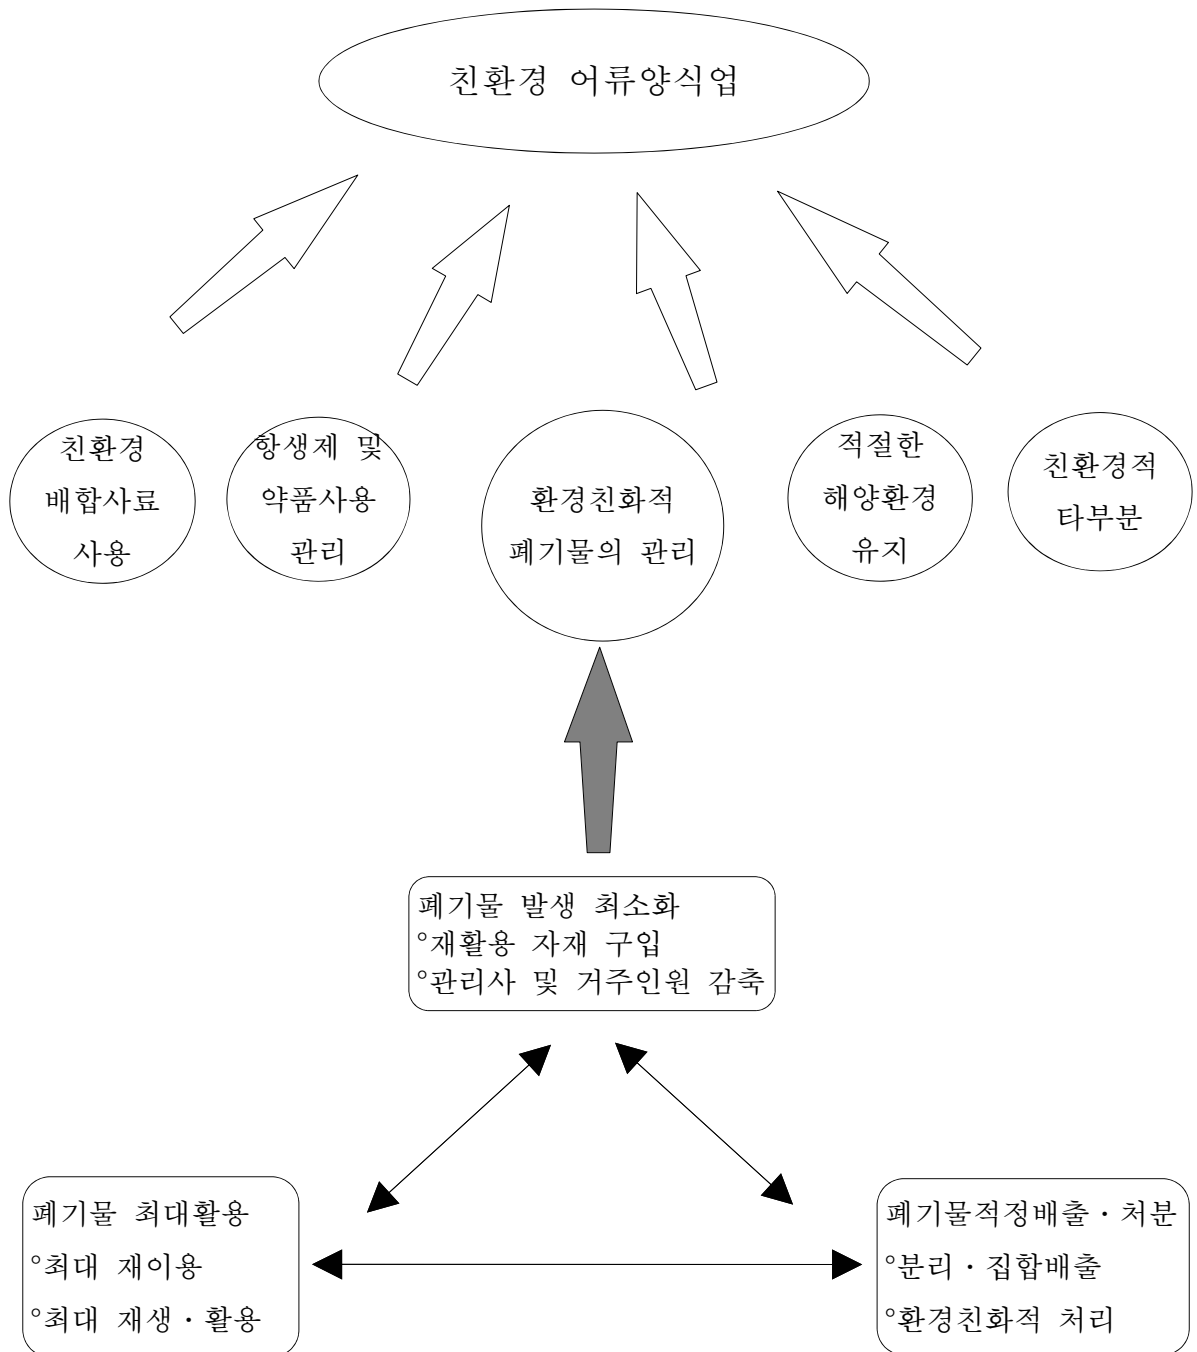 친환경 어류양식업
친환경
배합사료
사용
항생제 및
약품사용
관리
환경친화적
폐기물의 관리
적절한
해양환경
유지
친환경적
타부분
폐기물 발생 최소화
°재활용 자재 구입
°관리사 및 거주인원 감축
폐기물 최대활용
°최대 재이용
°최대 재생·활용
폐기물적정배출·처분
°분리·집합배출
°환경친화적 처리